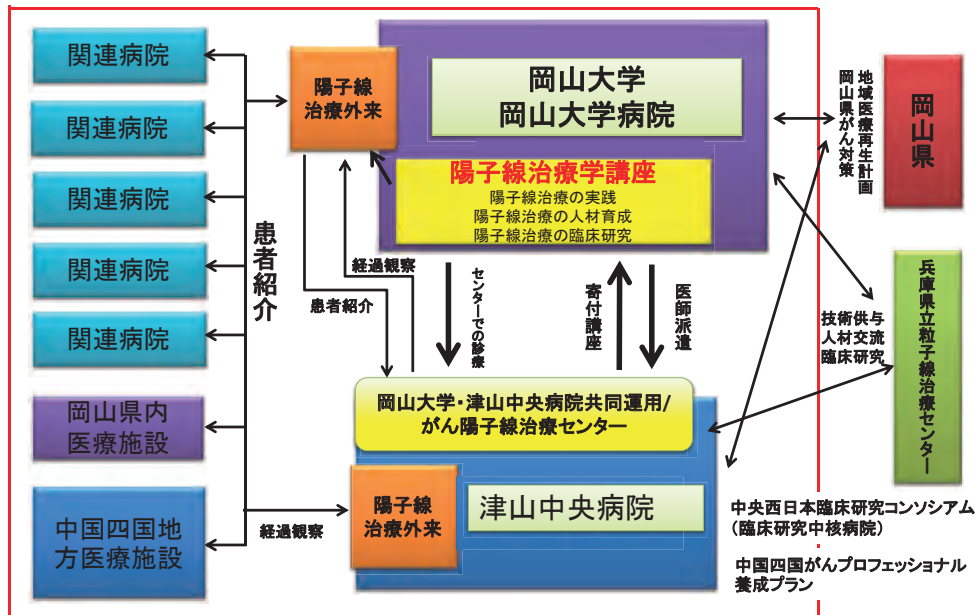 関連病院
関連病院
関連病院
関連病院
関連病院
岡山県内
医療施設
中国四国地
方医療施設
患者紹介
陽子線
治療外来
岡山大学
岡山大学病院
陽子線治療学講座
陽子線治療の実践
陽子線治療の人材育成
陽子線治療の臨床研究
経過観察
患者紹介
センターでの診療
寄付講座
医師派遣
岡山大学・津山中央病院共同運用/
がん陽子線治療センター
陽子線
治療外来
津山中央病院
経過観察
地域医療再生計画
岡山県がん対策
岡山県
技術供与
人材交流
臨床研究
兵庫県立粒子線治療センター
中央西日本臨床研究コンソシアム
（臨床研究中核病院）
中国四国がんプロフェッショナル
養成プラン